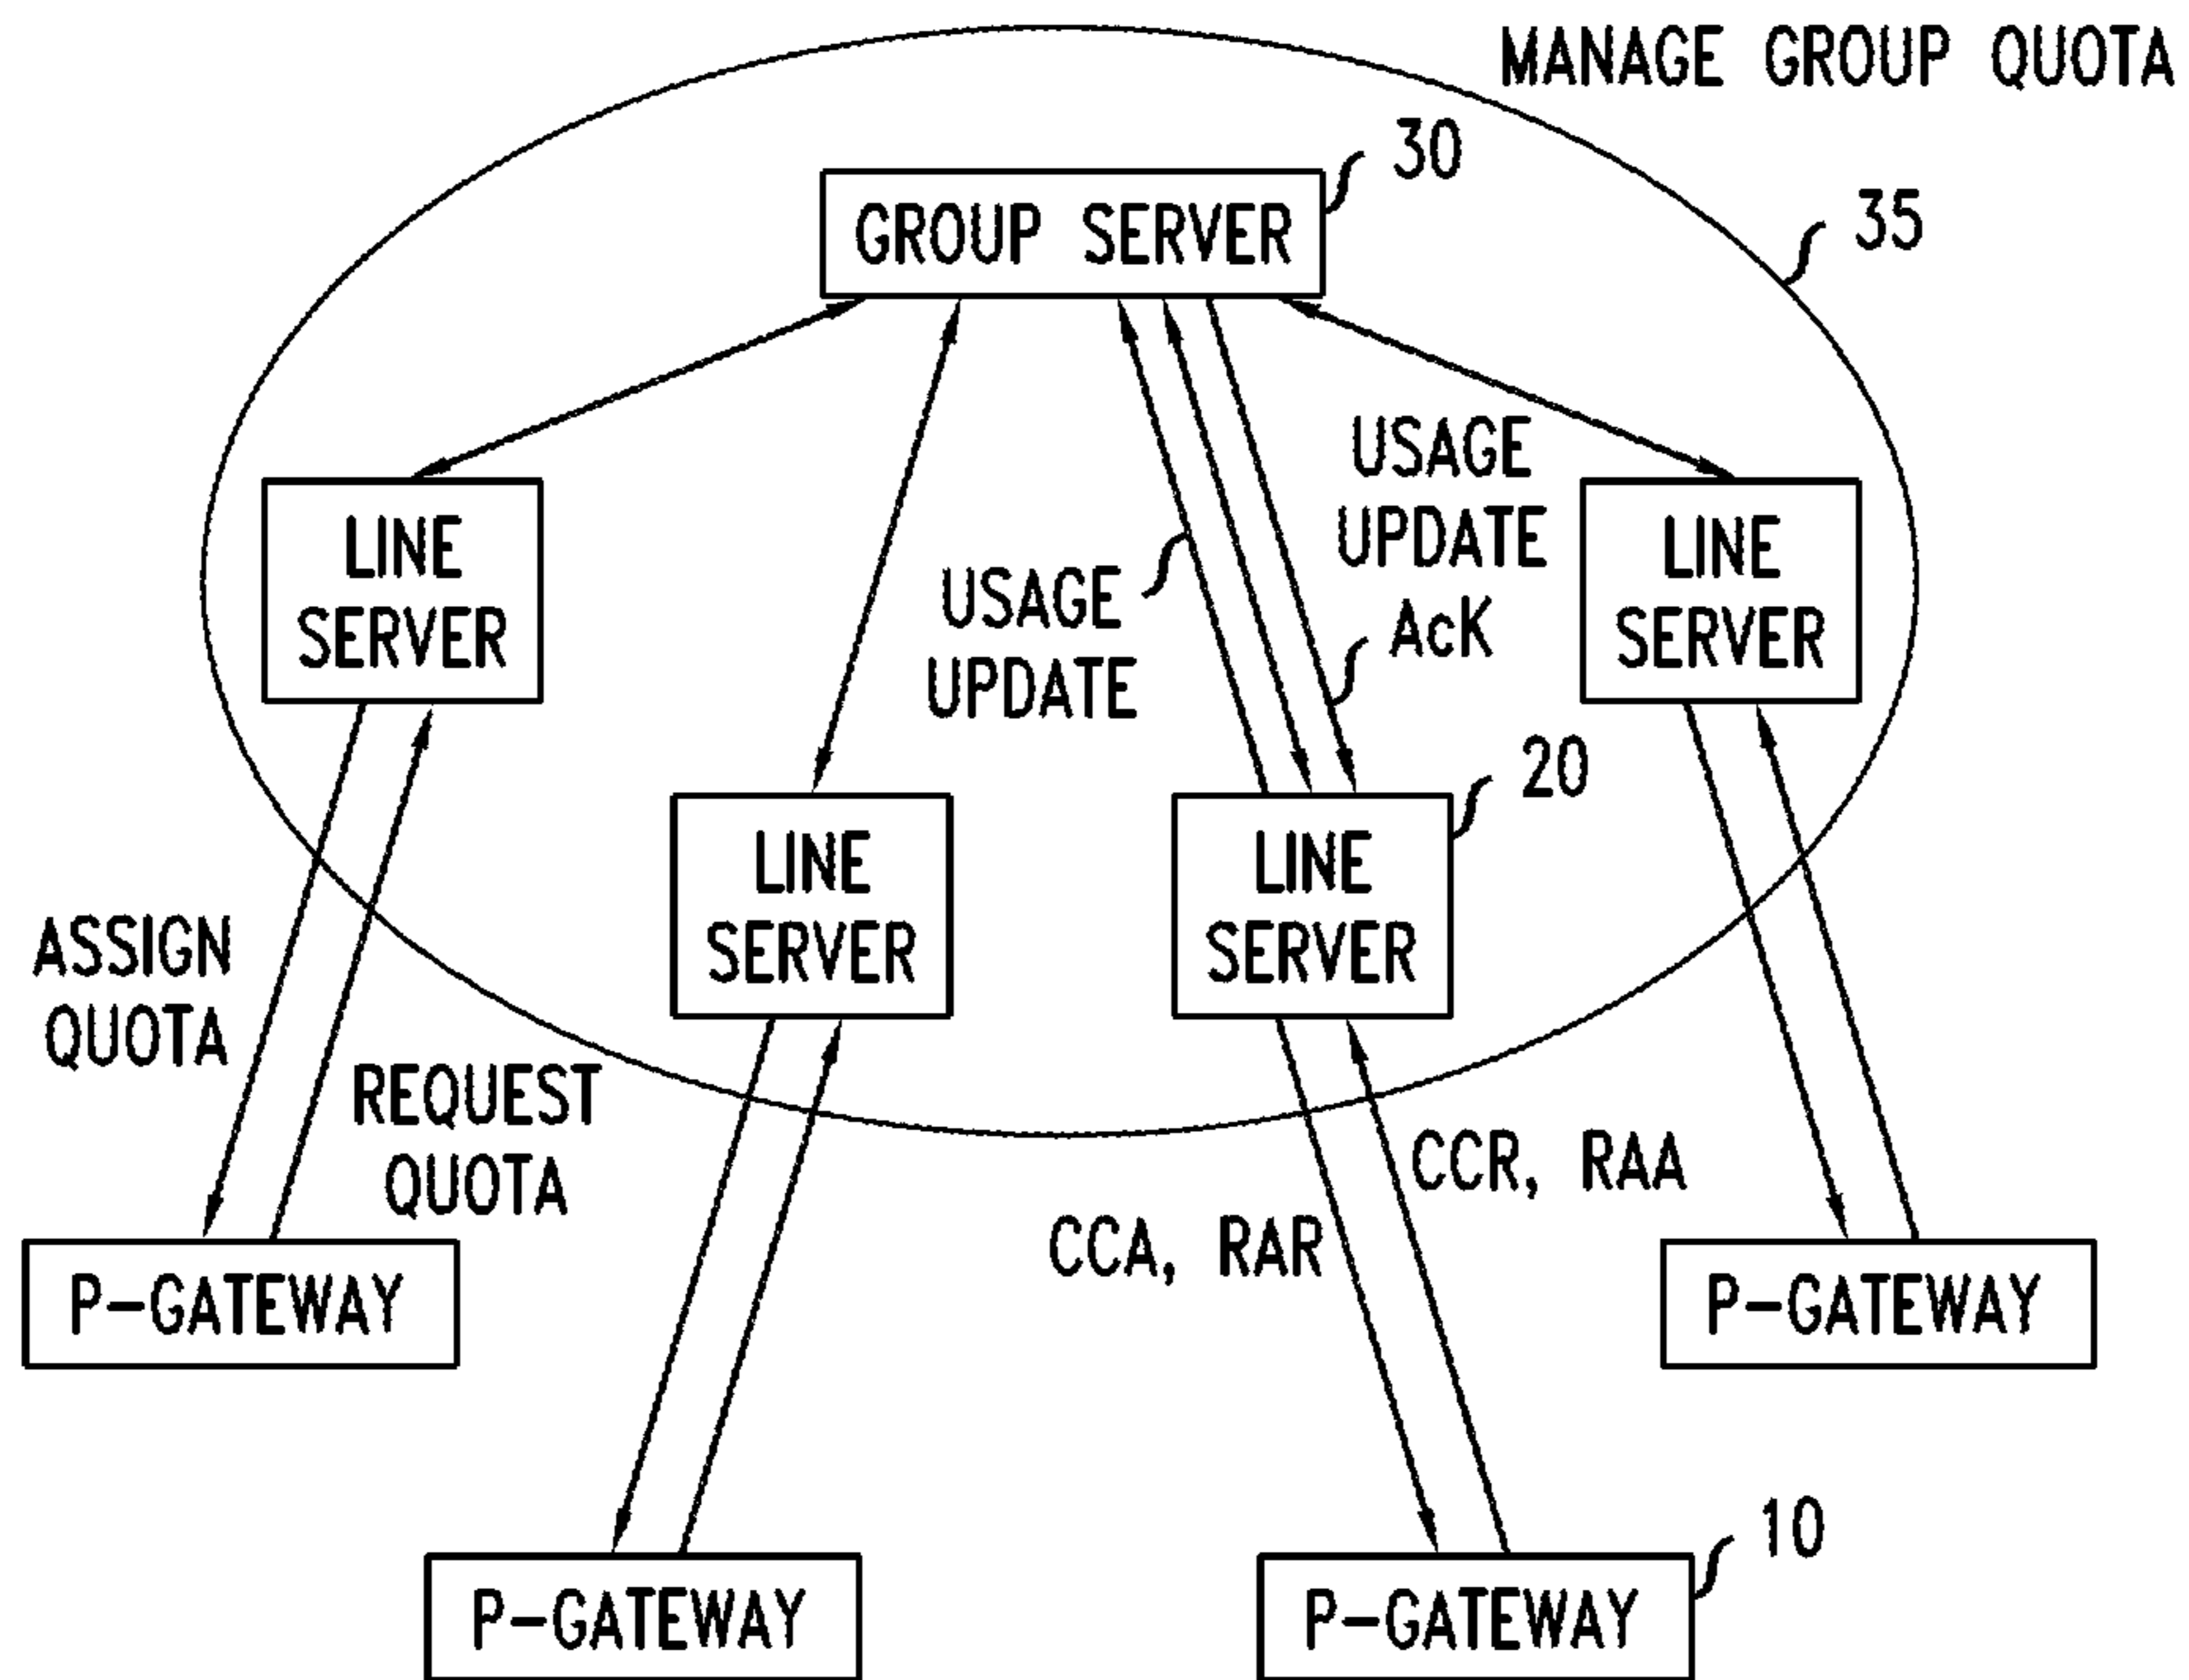 MANAGE GROUP QUOTA
30
GROUP SERVER
35
LINE
SERVER
USAGE
UPDATE
USAGE
UPDATE
AcK
LINE
SERVER
20
LINE
SERVER
LINE
SERVER
ASSIGN
QUOTA
REQUEST
QUOTA
CCA, RAR
CCR, RAA
P-GATEWAY
P-GATEWAY
10
P-GATEWAY
P-GATEWAY